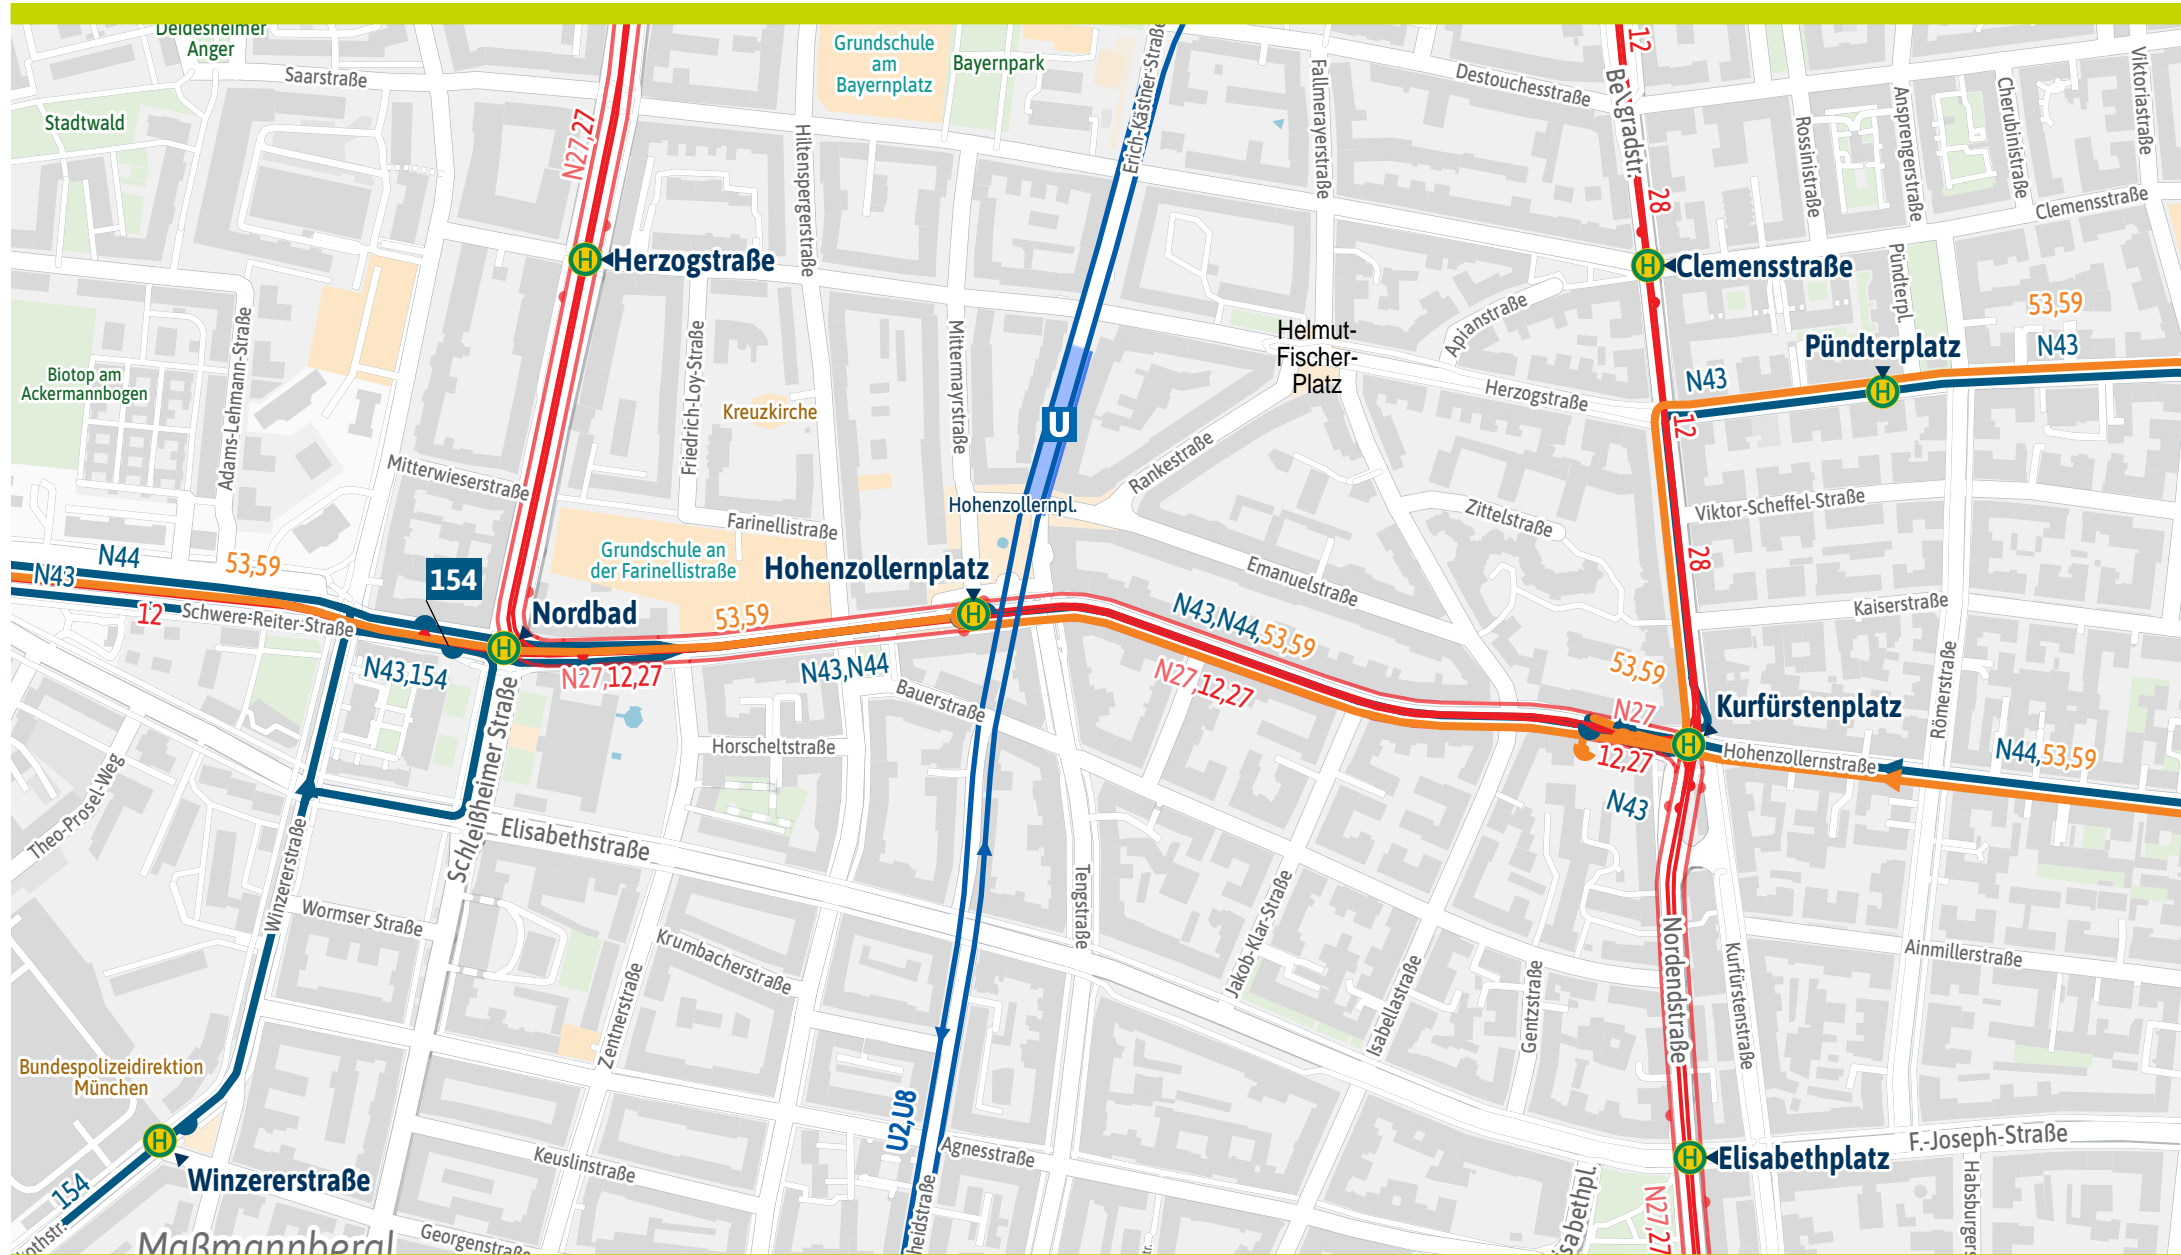 Deidesheimer
Anger
Saarstraße
Stadtwald
Grundschule
am
Bayernplatz
Bayernpark
Erich-Kästner-Straße
Fallmerayerstraße
Destouchesstraße
12
Belgradstr.
Rossinistraße
Ansprengerstraße
Cherubinistraße
Viktoriastraße
Clemensstraße
N27,27
Hiltenspergerstraße
28
Herzogstraße
Clemensstraße
Pündterpl.
53,59
N43
Pündterplatz
N43
Apianstraße
Helmut-
Fischer-
Platz
Herzogstraße
12
Biotop am
Ackermannbogen
Adams-Lehmann-Straße
Friedrich-Loy-Straße
Kreuzkirche
Mittermayrstraße
U
Rankestraße
Mitterwieserstraße
Hohenzollernpl.
Farinellistraße
Zittelstraße
Viktor-Scheffel-Straße
28
Grundschule an
der Farinellistraße
Hohenzollernplatz
Emanuelstraße
Kaiserstraße
N44
53,59
N43
12
Schwere-Reiter-Straße
154
Nordbad
53,59
N43,N44,53,59
N43,154
N27,12,27
N43,N44
N27,12,27
53,59
N27
Kurfürstenplatz
12,27
N43
Hohenzollernstraße
N44,53,59
Römerstraße
Bauerstraße
Horscheltstraße
Schleißheimer Straße
Theo-Prosel-Weg
Elisabethstraße
Winzererstraße
Wormser Straße
Krumbacherstraße
Zentnerstraße
Tengstraße
Jakob-Klar-Straße
Isabellastraße
Gentzstraße
Nordendstraße
Kurfürstenstraße
Ainmillerstraße
Bundespolizeidirektion
München
U2,U8
Agnesstraße
Keuslinstraße
Winzererstraße
154
othstr.
Maßmannbergl
Georgenstraße
heidstraße
tr.
isabethpl.
N27,27
Elisabethplatz
F.-Joseph-Straße
Habsburgers
H
H
H
H
H
H
H
H